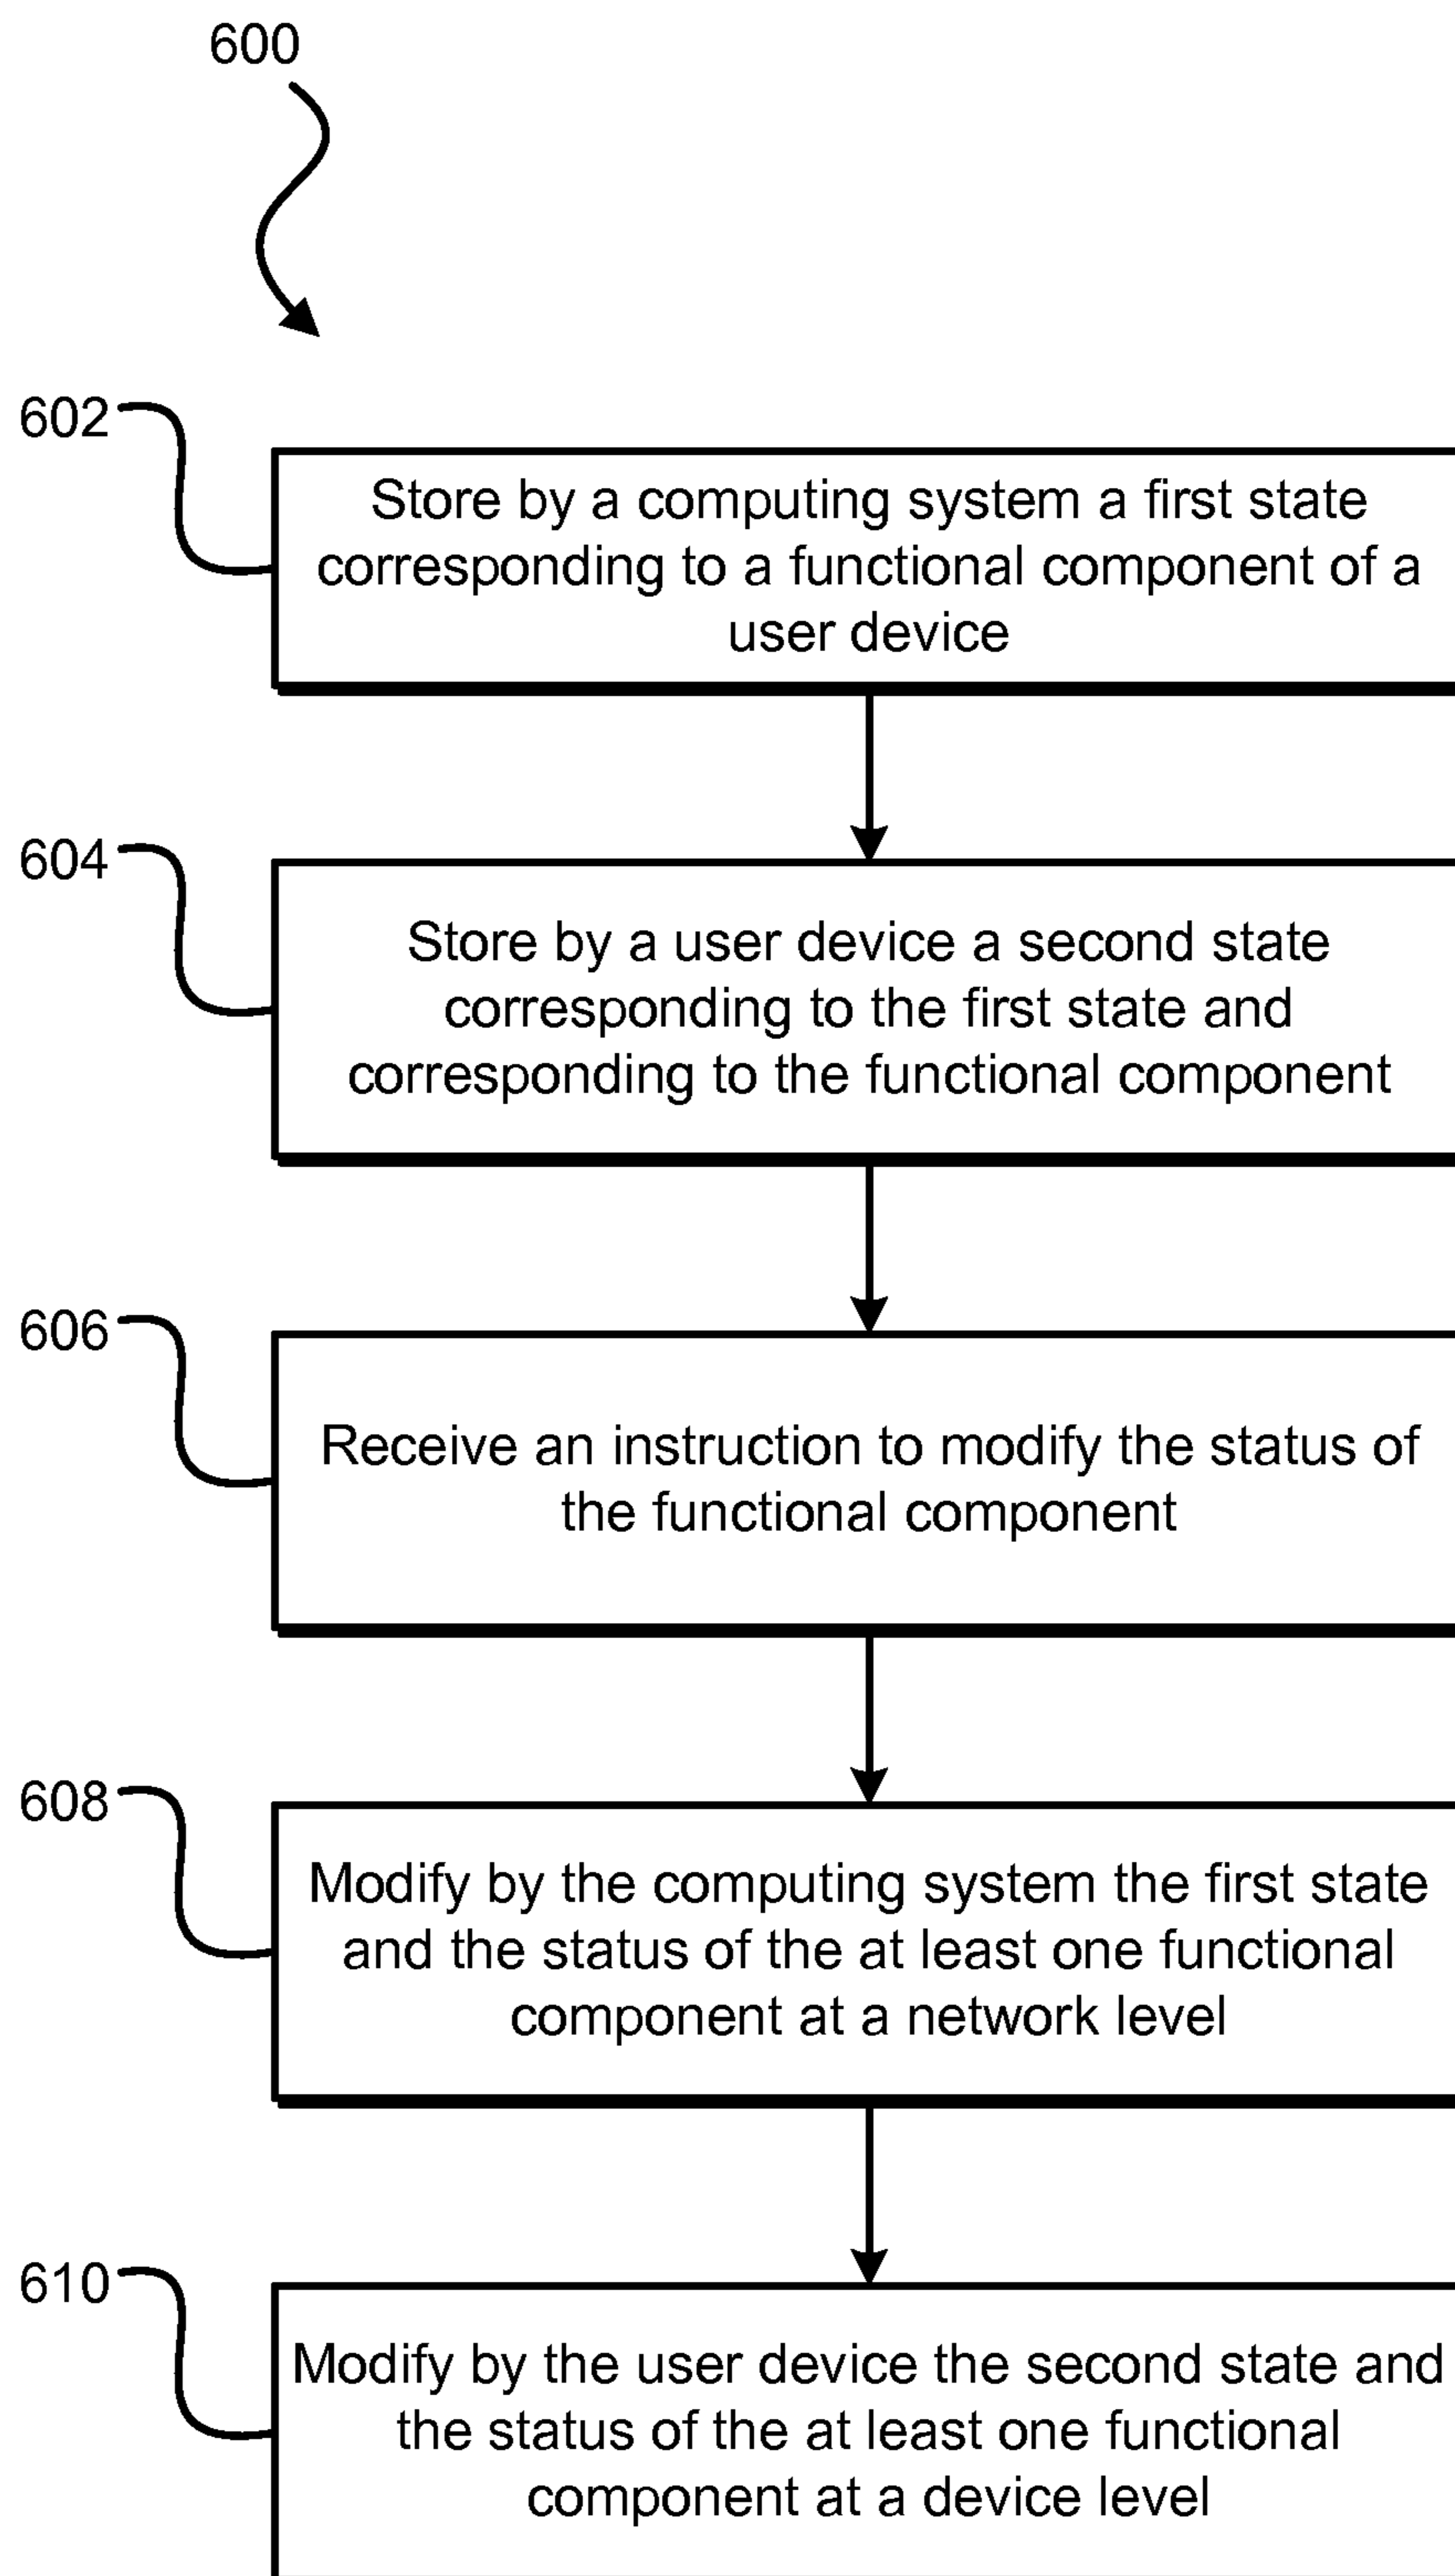 600
602
Store by a computing system a first state
corresponding to a functional component of a
user device
604
Store by a user device a second state
corresponding to the first state and
corresponding to the functional component
606
Receive an instruction to modify the status of
the functional component
608
Modify by the computing system the first state
and the status of the at least one functional
component at a network level
610
Modify by the user device the second state and
the status of the at least one functional
component at a device level